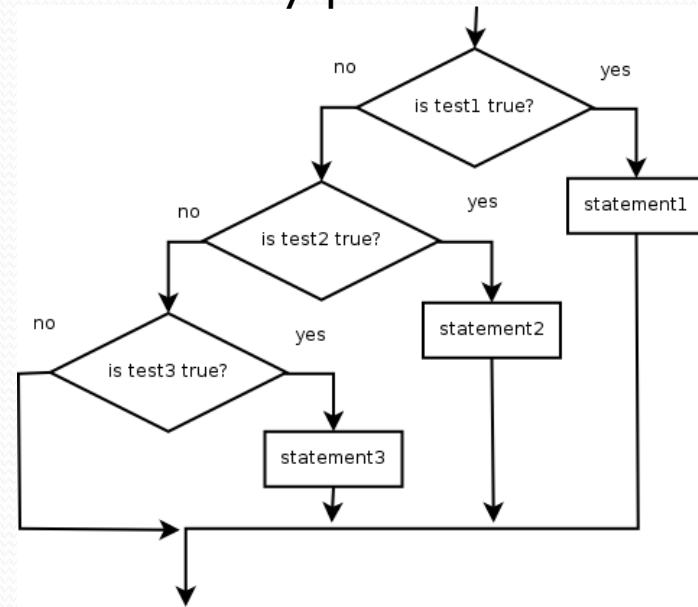 no
yes
is test1 true?
statement1
no
yes
is test2 true?
statement2
no
yes
is test3 true?
statement3